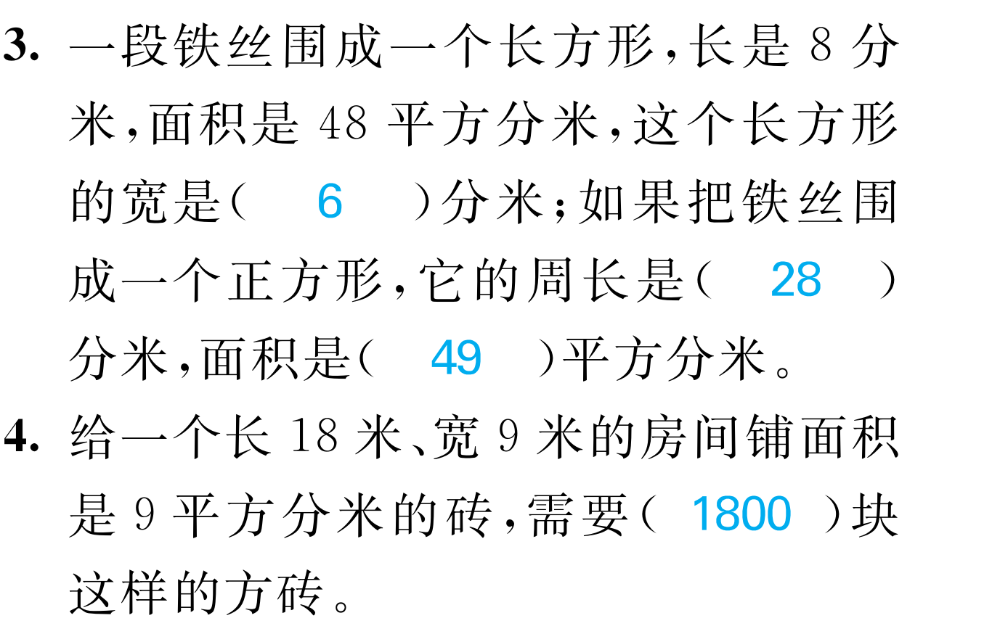 3. 一段铁丝围成一个长方形,长是 8 分
米,面积是 48 平方分米,这个长方形
的宽是( 6 )分米;如果把铁丝围
成一个正方形,它的周长是( 28 )
分米,面积是( 49 )平方分米。
4. 给一个长 18 米、宽 9 米的房间铺面积
是 9 平方分米的砖,需要( 1800 )块
这样的方砖。